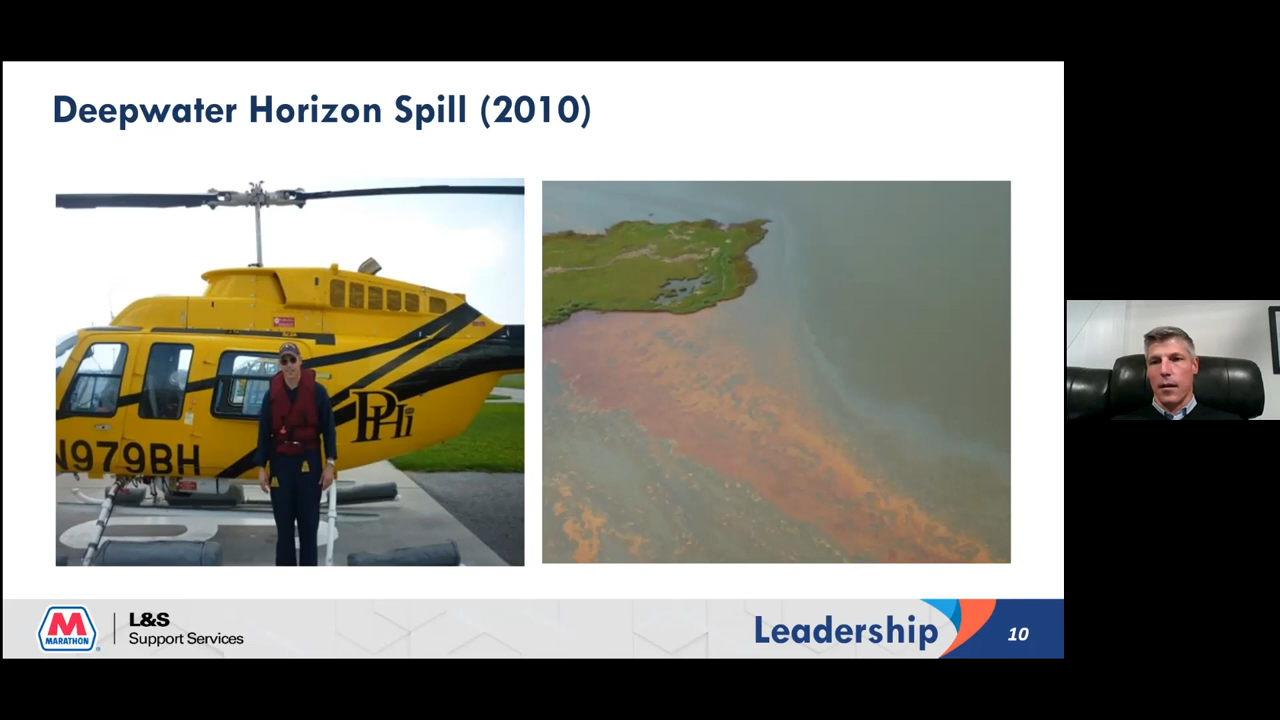 Deepwater Horizon Spill (2010)
PHi
N979BH
MARATHON
L&S
Support Services
Leadership
10